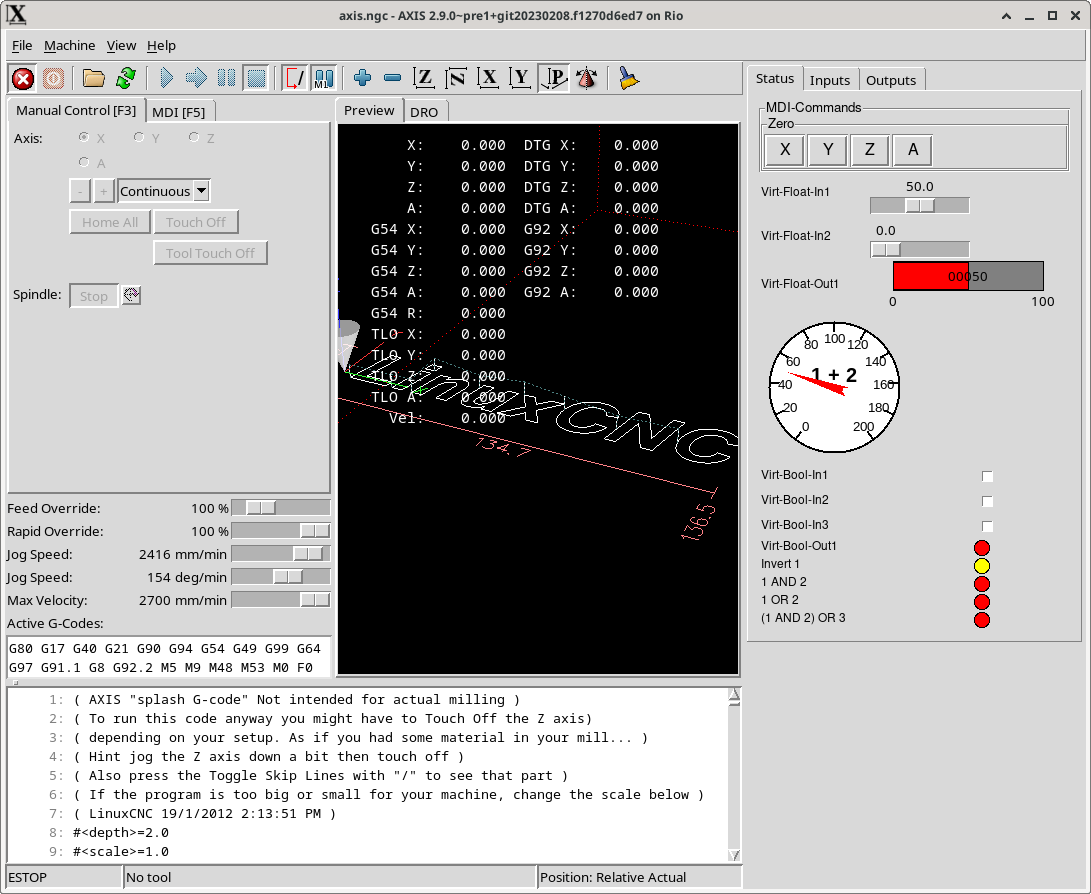 axis.ngc - AXIS 2.9.0~pre1+git20230208.f1270d6ed7 on Rio
File Machine View Help
Z N X Y P
M1
Manual Control [F3] MDI [F5]
Axis: X Y Z
A
- + Continuous
Home All Touch Off
Tool Touch Off
Spindle: Stop
Feed Override: 100 %
Rapid Override: 100 %
Jog Speed: 2416 mm/min
Jog Speed: 154 deg/min
Max Velocity: 2700 mm/min
Active G-Codes:
G80 G17 G40 G21 G90 G94 G54 G49 G99 G64
G97 G91.1 G8 G92.2 M5 M9 M48 M53 M0 F0
Preview DRO
X: 0.000 DTG X: 0.000
Y: 0.000 DTG Y: 0.000
Z: 0.000 DTG Z: 0.000
A: 0.000 DTG A: 0.000
G54 X: 0.000 G92 X: 0.000
G54 Y: 0.000 G92 Y: 0.000
G54 Z: 0.000 G92 Z: 0.000
G54 A: 0.000 G92 A: 0.000
G54 R: 0.000
TLO X: 0.000
TLO Y: 0.000
TLO Z: 0.000
TLO A: 0.000
Vel: 0.000
LinuxCNC
134.7
136.5
1: ( AXIS "splash G-code" Not intended for actual milling )
2: ( To run this code anyway you might have to Touch Off the Z axis)
3: ( depending on your setup. As if you had some material in your mill... )
4: ( Hint jog the Z axis down a bit then touch off )
5: ( Also press the Toggle Skip Lines with "/" to see that part )
6: ( If the program is too big or small for your machine, change the scale below )
7: ( LinuxCNC 19/1/2012 2:13:51 PM )
8: #<depth>=2.0
9: #<scale>=1.0
ESTOP No tool Position: Relative Actual
Status Inputs Outputs
MDI-Commands
Zero
X Y Z A
Virt-Float-In1 50.0
Virt-Float-In2 0.0
Virt-Float-Out1 00050
0 100
0 20 40 60 80 100 120 140 160 180 200
1 + 2
Virt-Bool-In1
Virt-Bool-In2
Virt-Bool-In3
Virt-Bool-Out1
Invert 1
1 AND 2
1 OR 2
(1 AND 2) OR 3